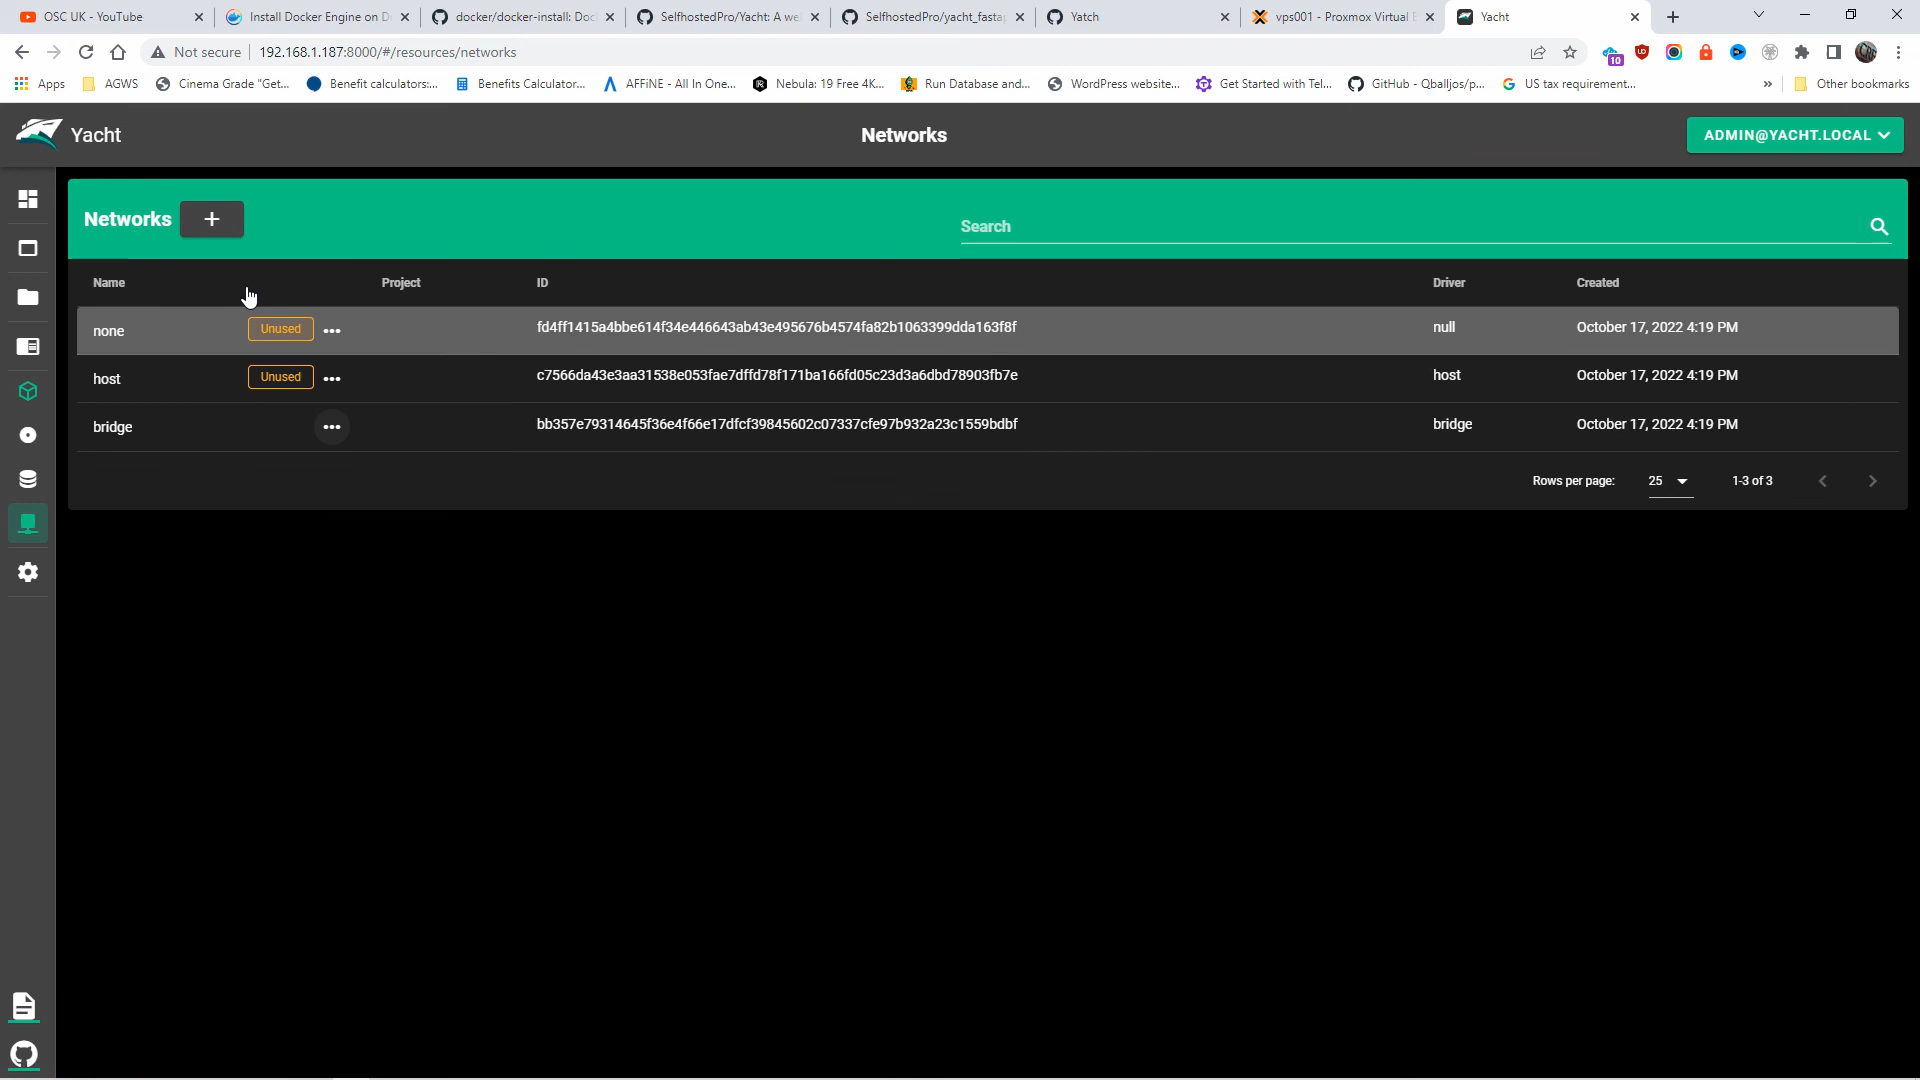 OSC UK - YouTube
Install Docker Engine on D
docker/docker-install: Doc
SelfhostedPro/Yacht: A we
SelfhostedPro/yacht_fasta
Yatch
vps001 - Proxmox Virtual E
Yacht
Not secure
192.168.1.187:8000/#/resources/networks
10
Apps
AGWS
Cinema Grade "Get...
Benefit calculators:...
Benefits Calculator...
AFFiNE - All In One...
Nebula: 19 Free 4K...
Run Database and...
WordPress website...
Get Started with Tel...
GitHub - Qballjos/p...
US tax requirement...
»
Other bookmarks
Yacht
Networks
ADMIN@YACHT.LOCAL
Networks
+
Search
Name Project ID Driver Created
none Unused ••• fd4ff1415a4bbe614f34e446643ab43e495676b4574fa82b1063399dda163f8f null October 17, 2022 4:19 PM
host Unused ••• c7566da43e3aa31538e053fae7dffd78f171ba166fd05c23d3a6dbd78903fb7e host October 17, 2022 4:19 PM
bridge ••• bb357e79314645f36e4f66e17dfcf39845602c07337cfe97b932a23c1559bdbf bridge October 17, 2022 4:19 PM
Rows per page: 25 1-3 of 3